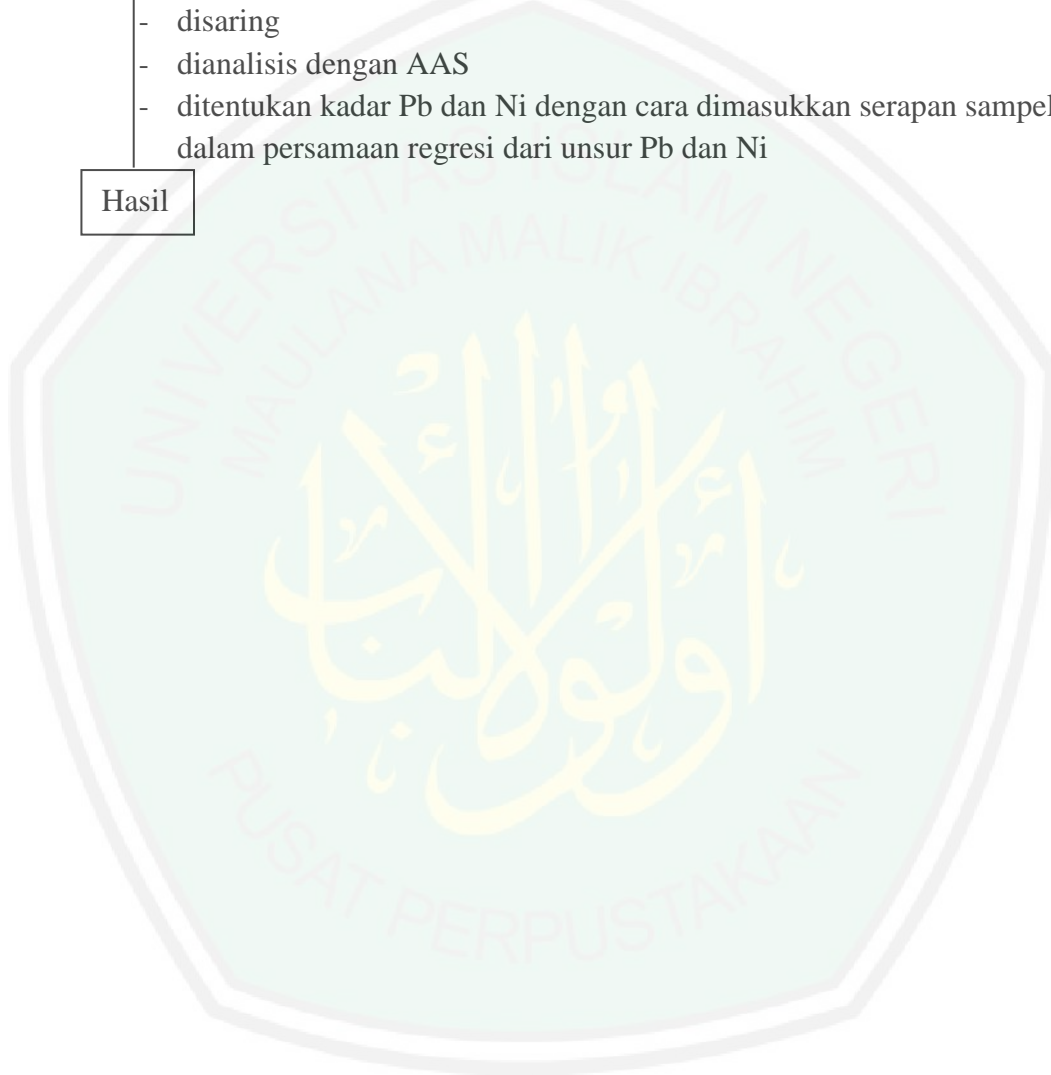 - disaring
- dianalisis dengan AAS
- ditentukan kadar Pb dan Ni dengan cara dimasukkan serapan sampel
dalam persamaan regresi dari unsur Pb dan Ni
Hasil
UNIVERSITAS ISLAM NEGERI
MAULANA MALIK IBRAHIM
PUSAT PERPUSTAKAAN